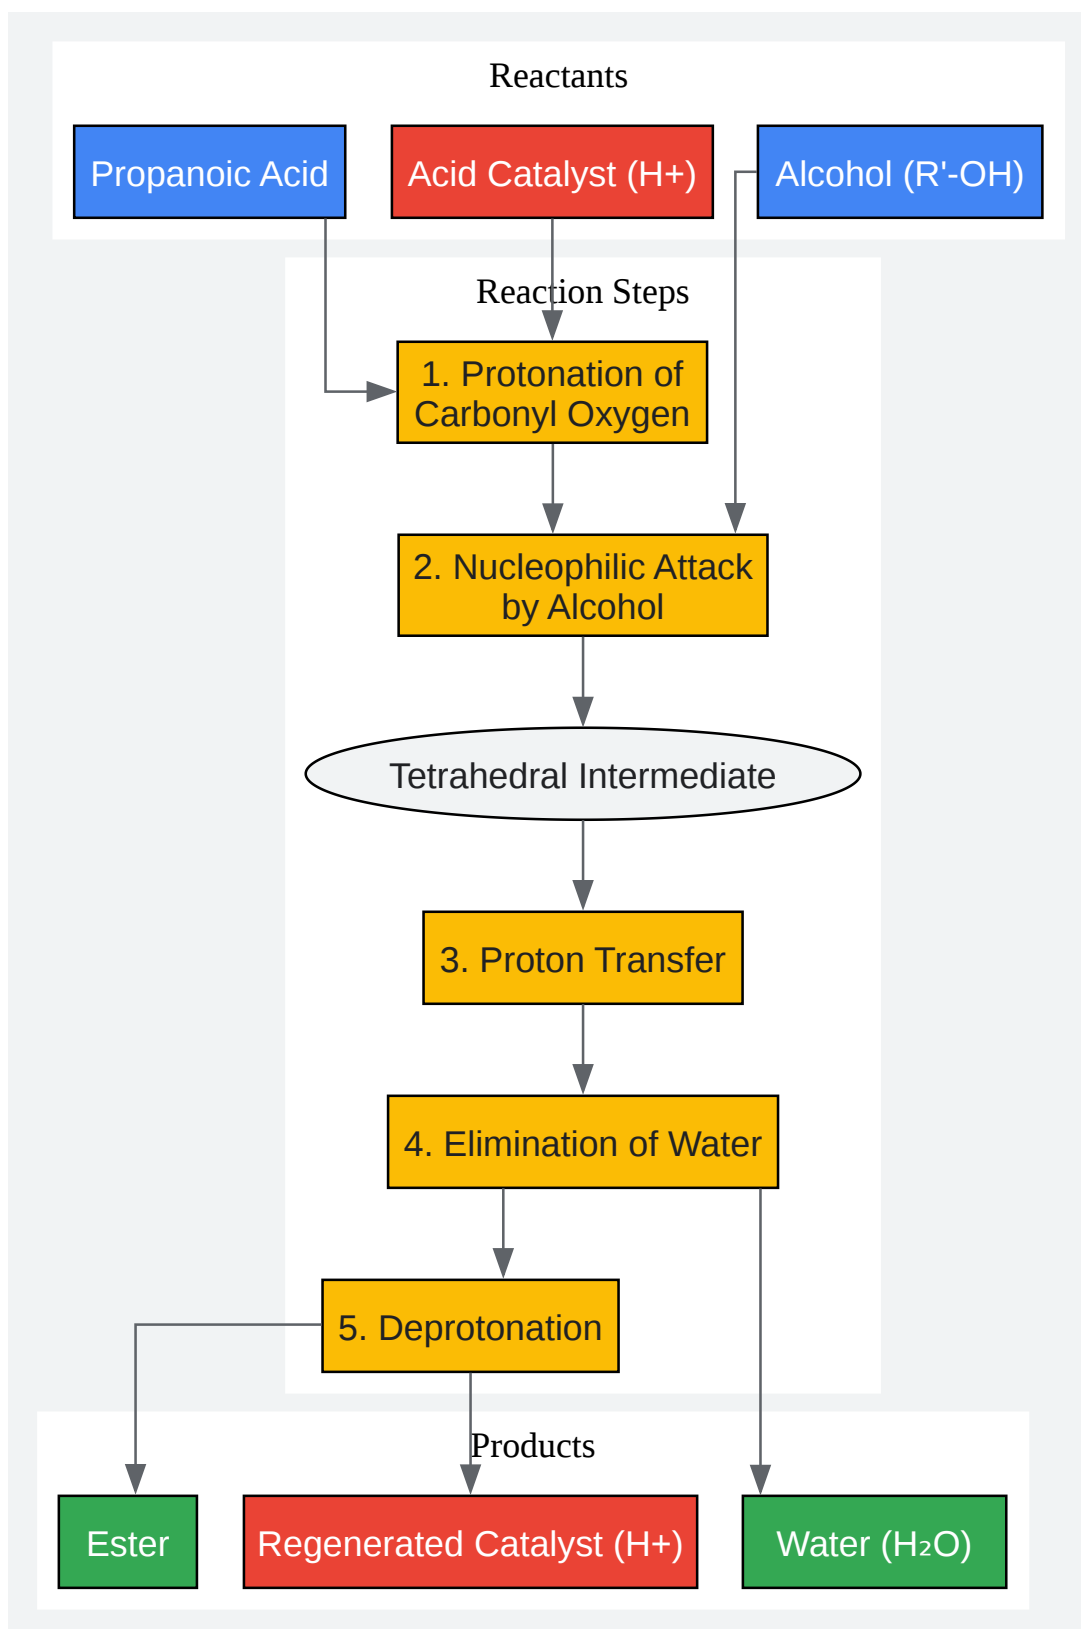 Reactants
Propanoic Acid
Acid Catalyst (H+)
Alcohol (R'-OH)
Reaction Steps
1. Protonation of
Carbonyl Oxygen
2. Nucleophilic Attack
by Alcohol
Tetrahedral Intermediate
3. Proton Transfer
4. Elimination of Water
5. Deprotonation
Products
Ester
Regenerated Catalyst (H+)
Water (H₂O)